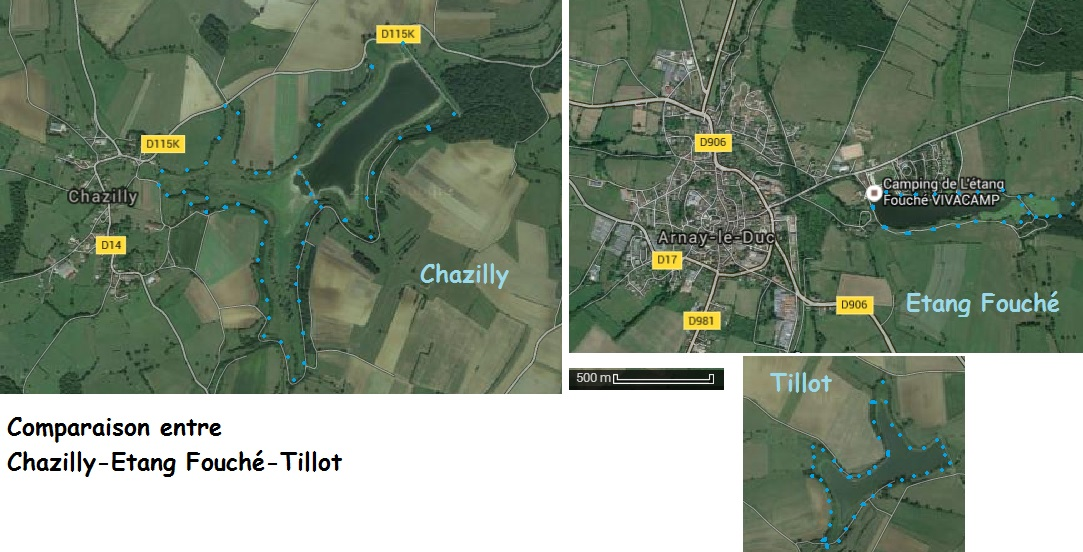 D115K
D115K
Chazilly
D14
Chazilly
D906
Camping de L'étang
Fouché VIVACAMP
Arnay-le-Duc
D17
D906
Etang Fouché
D981
500 m
Tillot
Comparaison entre
Chazilly-Etang Fouché-Tillot